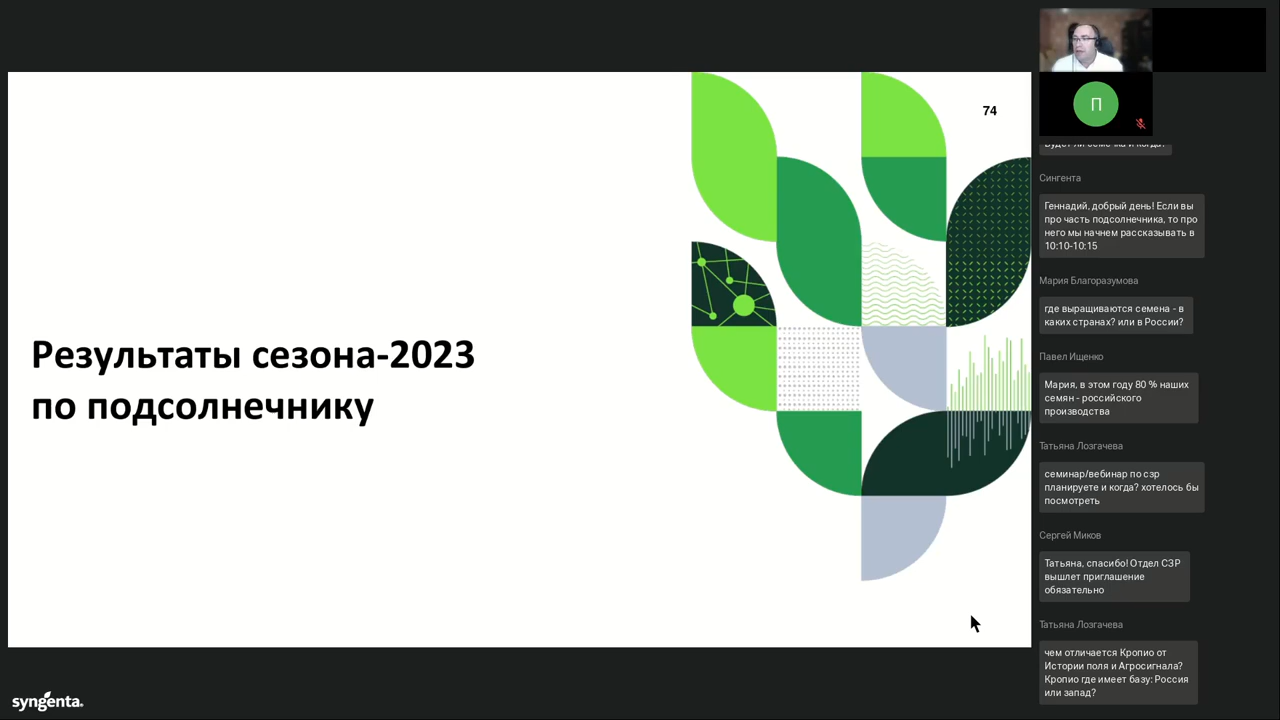 74
Результаты сезона-2023
по подсолнечнику
syngenta
П
Сингента
Геннадий, добрый день! Если вы
про часть подсолнечника, то про
него мы начнем рассказывать в
10:10-10:15
Мария Благоразумова
где выращиваются семена - в
каких странах? или в России?
Павел Ищенко
Мария, в этом году 80 % наших
семян - российского
производства
Татьяна Лозгачева
семинар/вебинар по сзр
планируете и когда? хотелось бы
посмотреть
Сергей Миков
Татьяна, спасибо! Отдел СЗР
вышлет приглашение
обязательно
Татьяна Лозгачева
чем отличается Кропио от
Истории поля и Агросигнала?
Кропио где имеет базу: Россия
или запад?